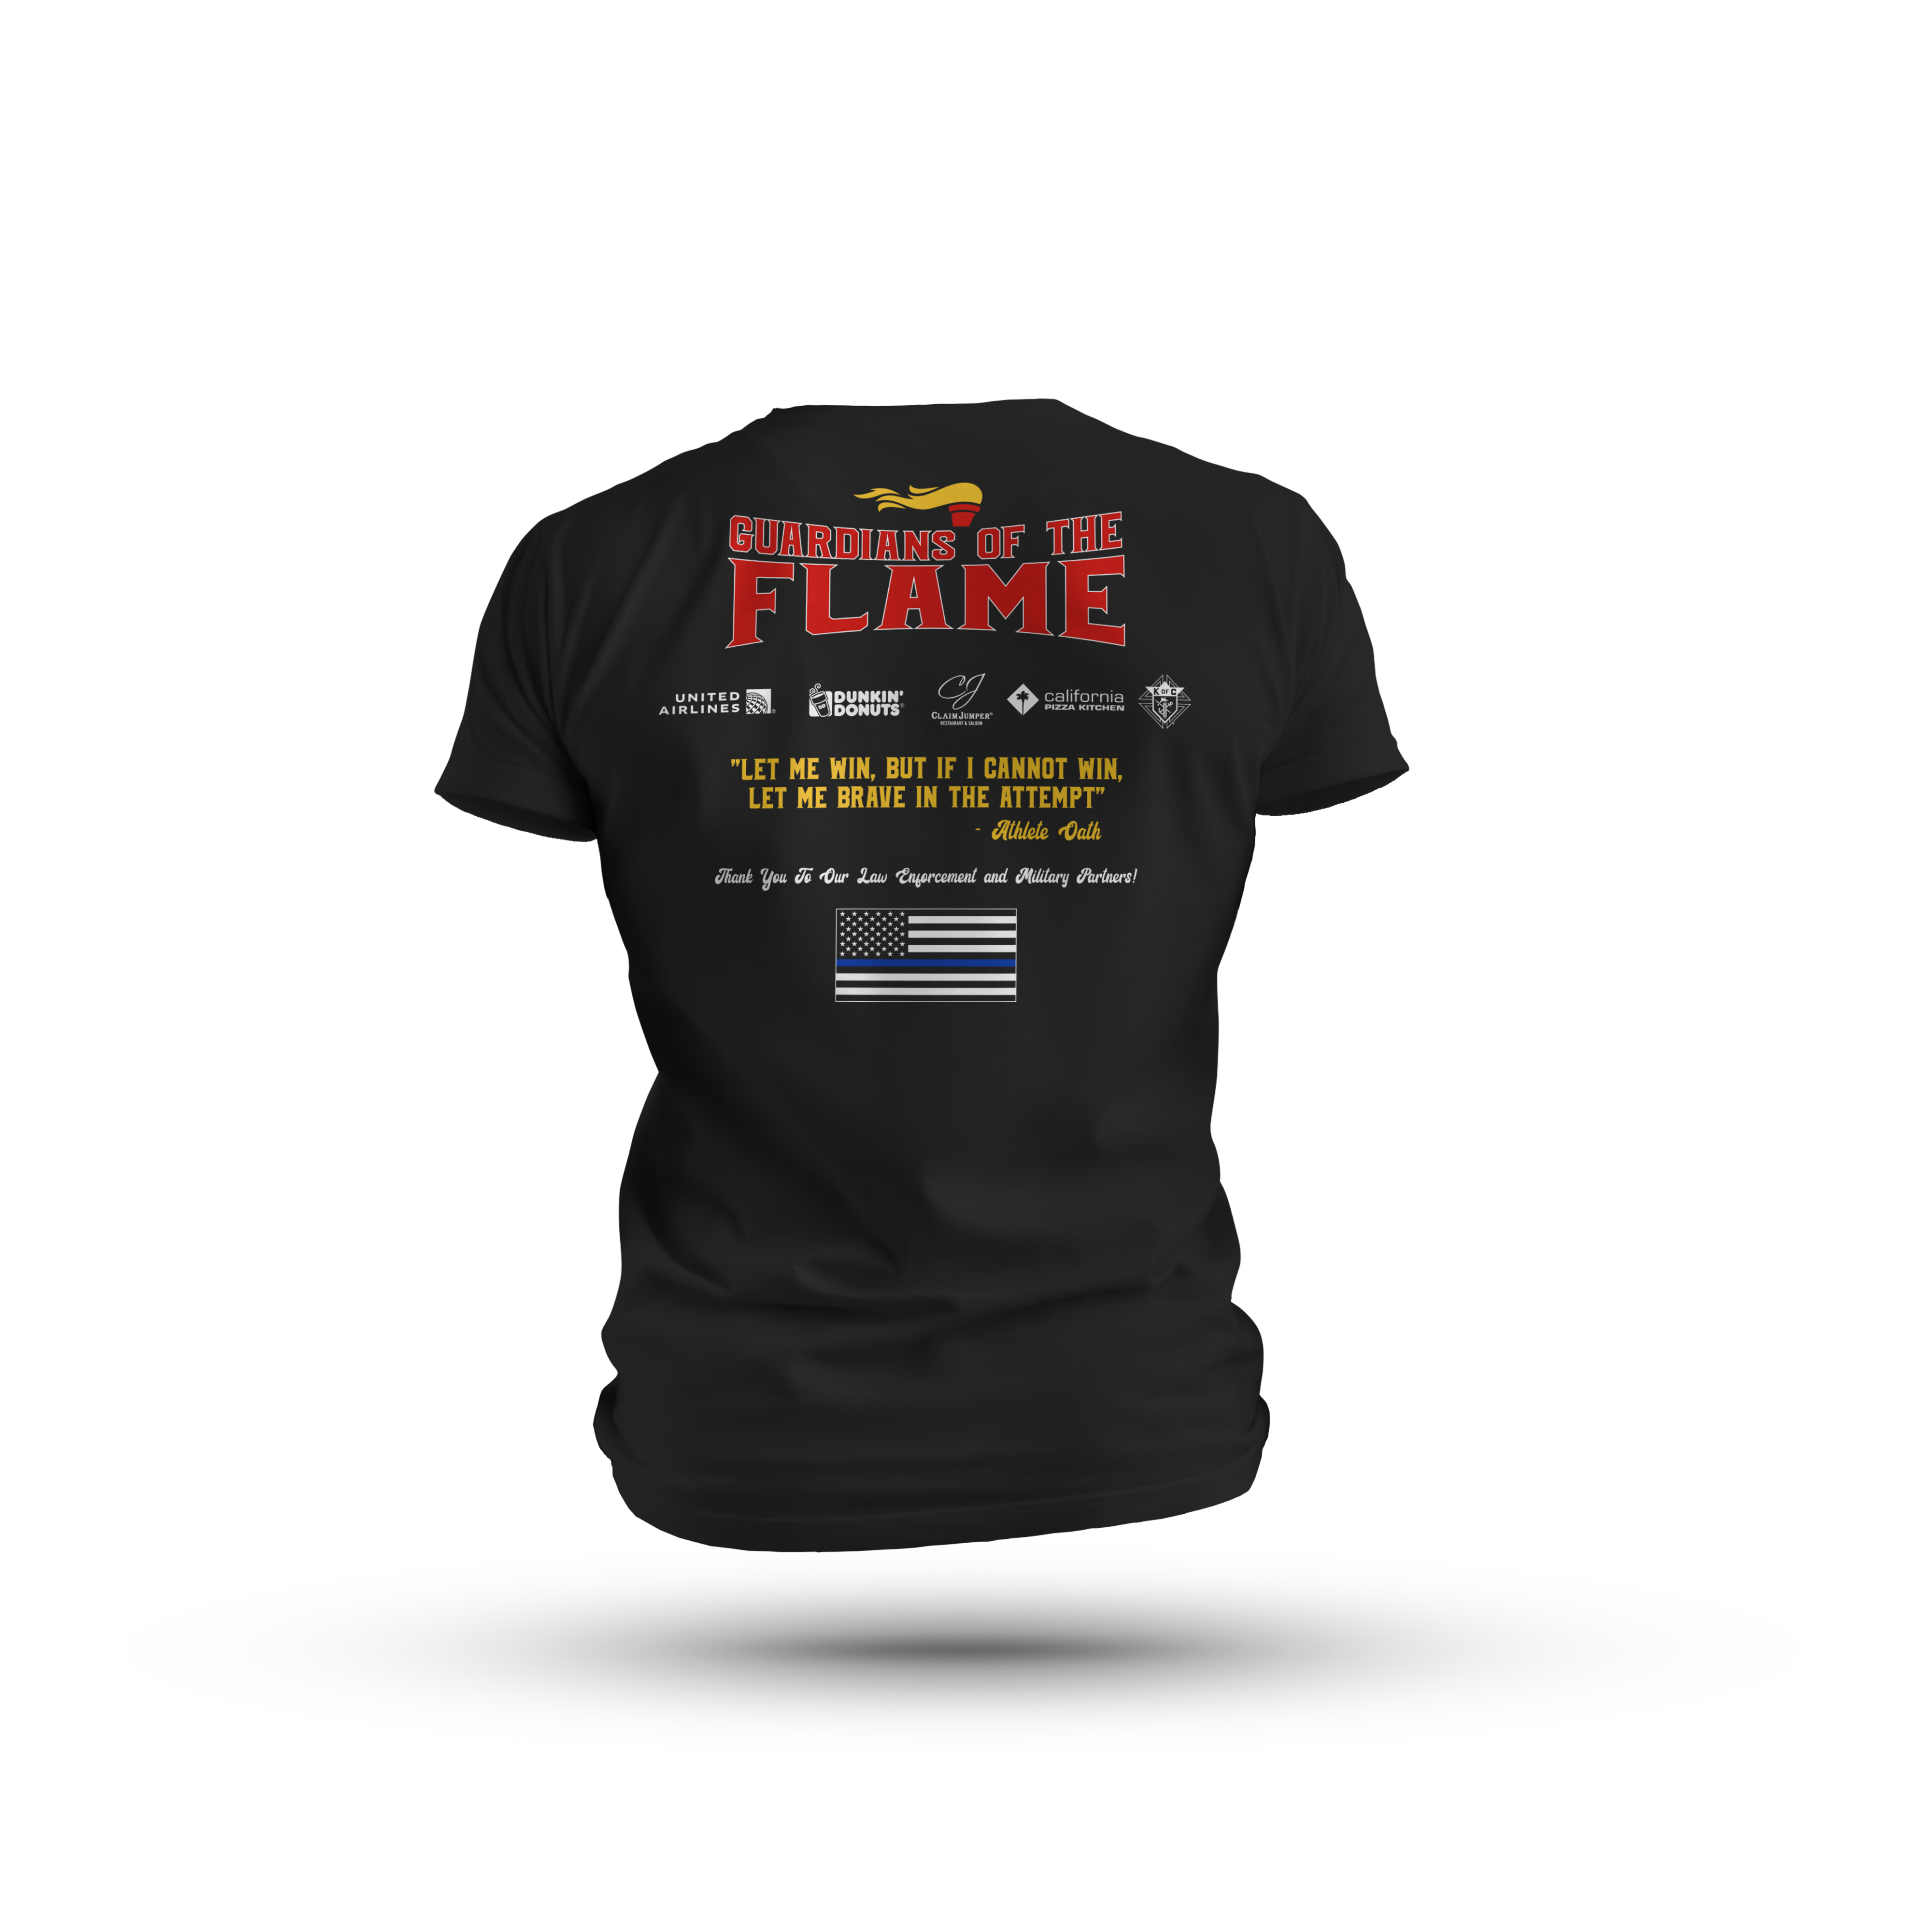 GUARDIANS OF THE
FLAME
UNITED
AIRLINES
DUNKIN'
DONUTS
CJ
CLAIM JUMPER®
RESTAURANT & SALOON
california
PIZZA KITCHEN
K OF C
"LET ME WIN, BUT IF I CANNOT WIN,
LET ME BRAVE IN THE ATTEMPT"
- Athlete Oath
Thank You To Our Law Enforcement and Military Partners!